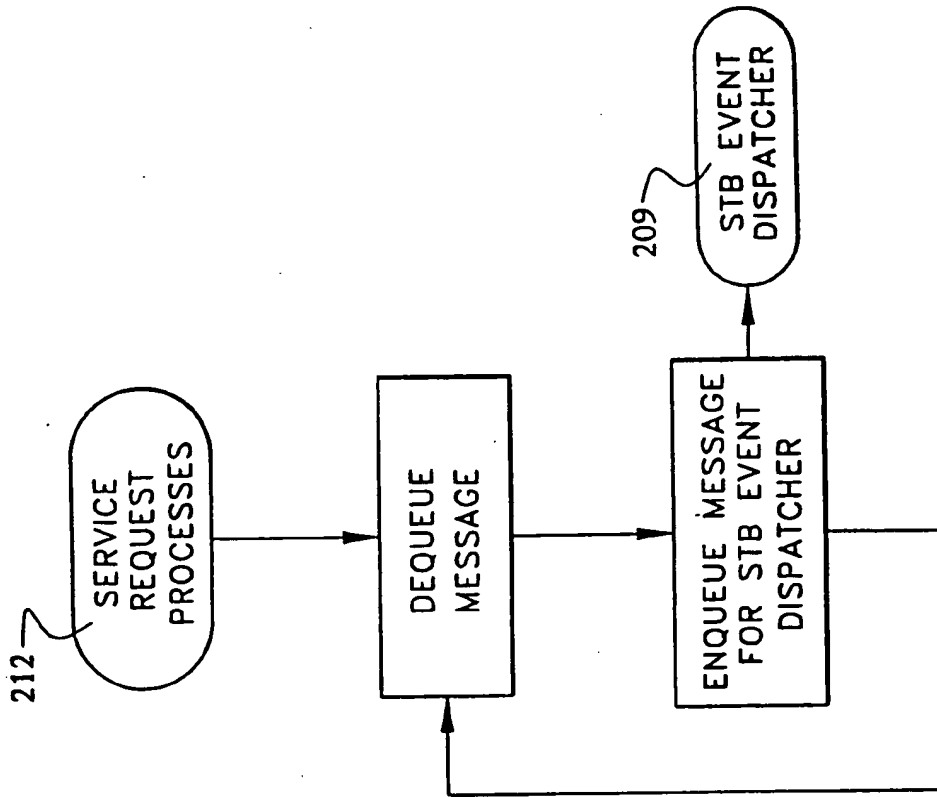 212
SERVICE
REQUEST
PROCESSES
DEQUEUE
MESSAGE
ENQUEUE MESSAGE
FOR STB EVENT
DISPATCHER
209
STB EVENT
DISPATCHER